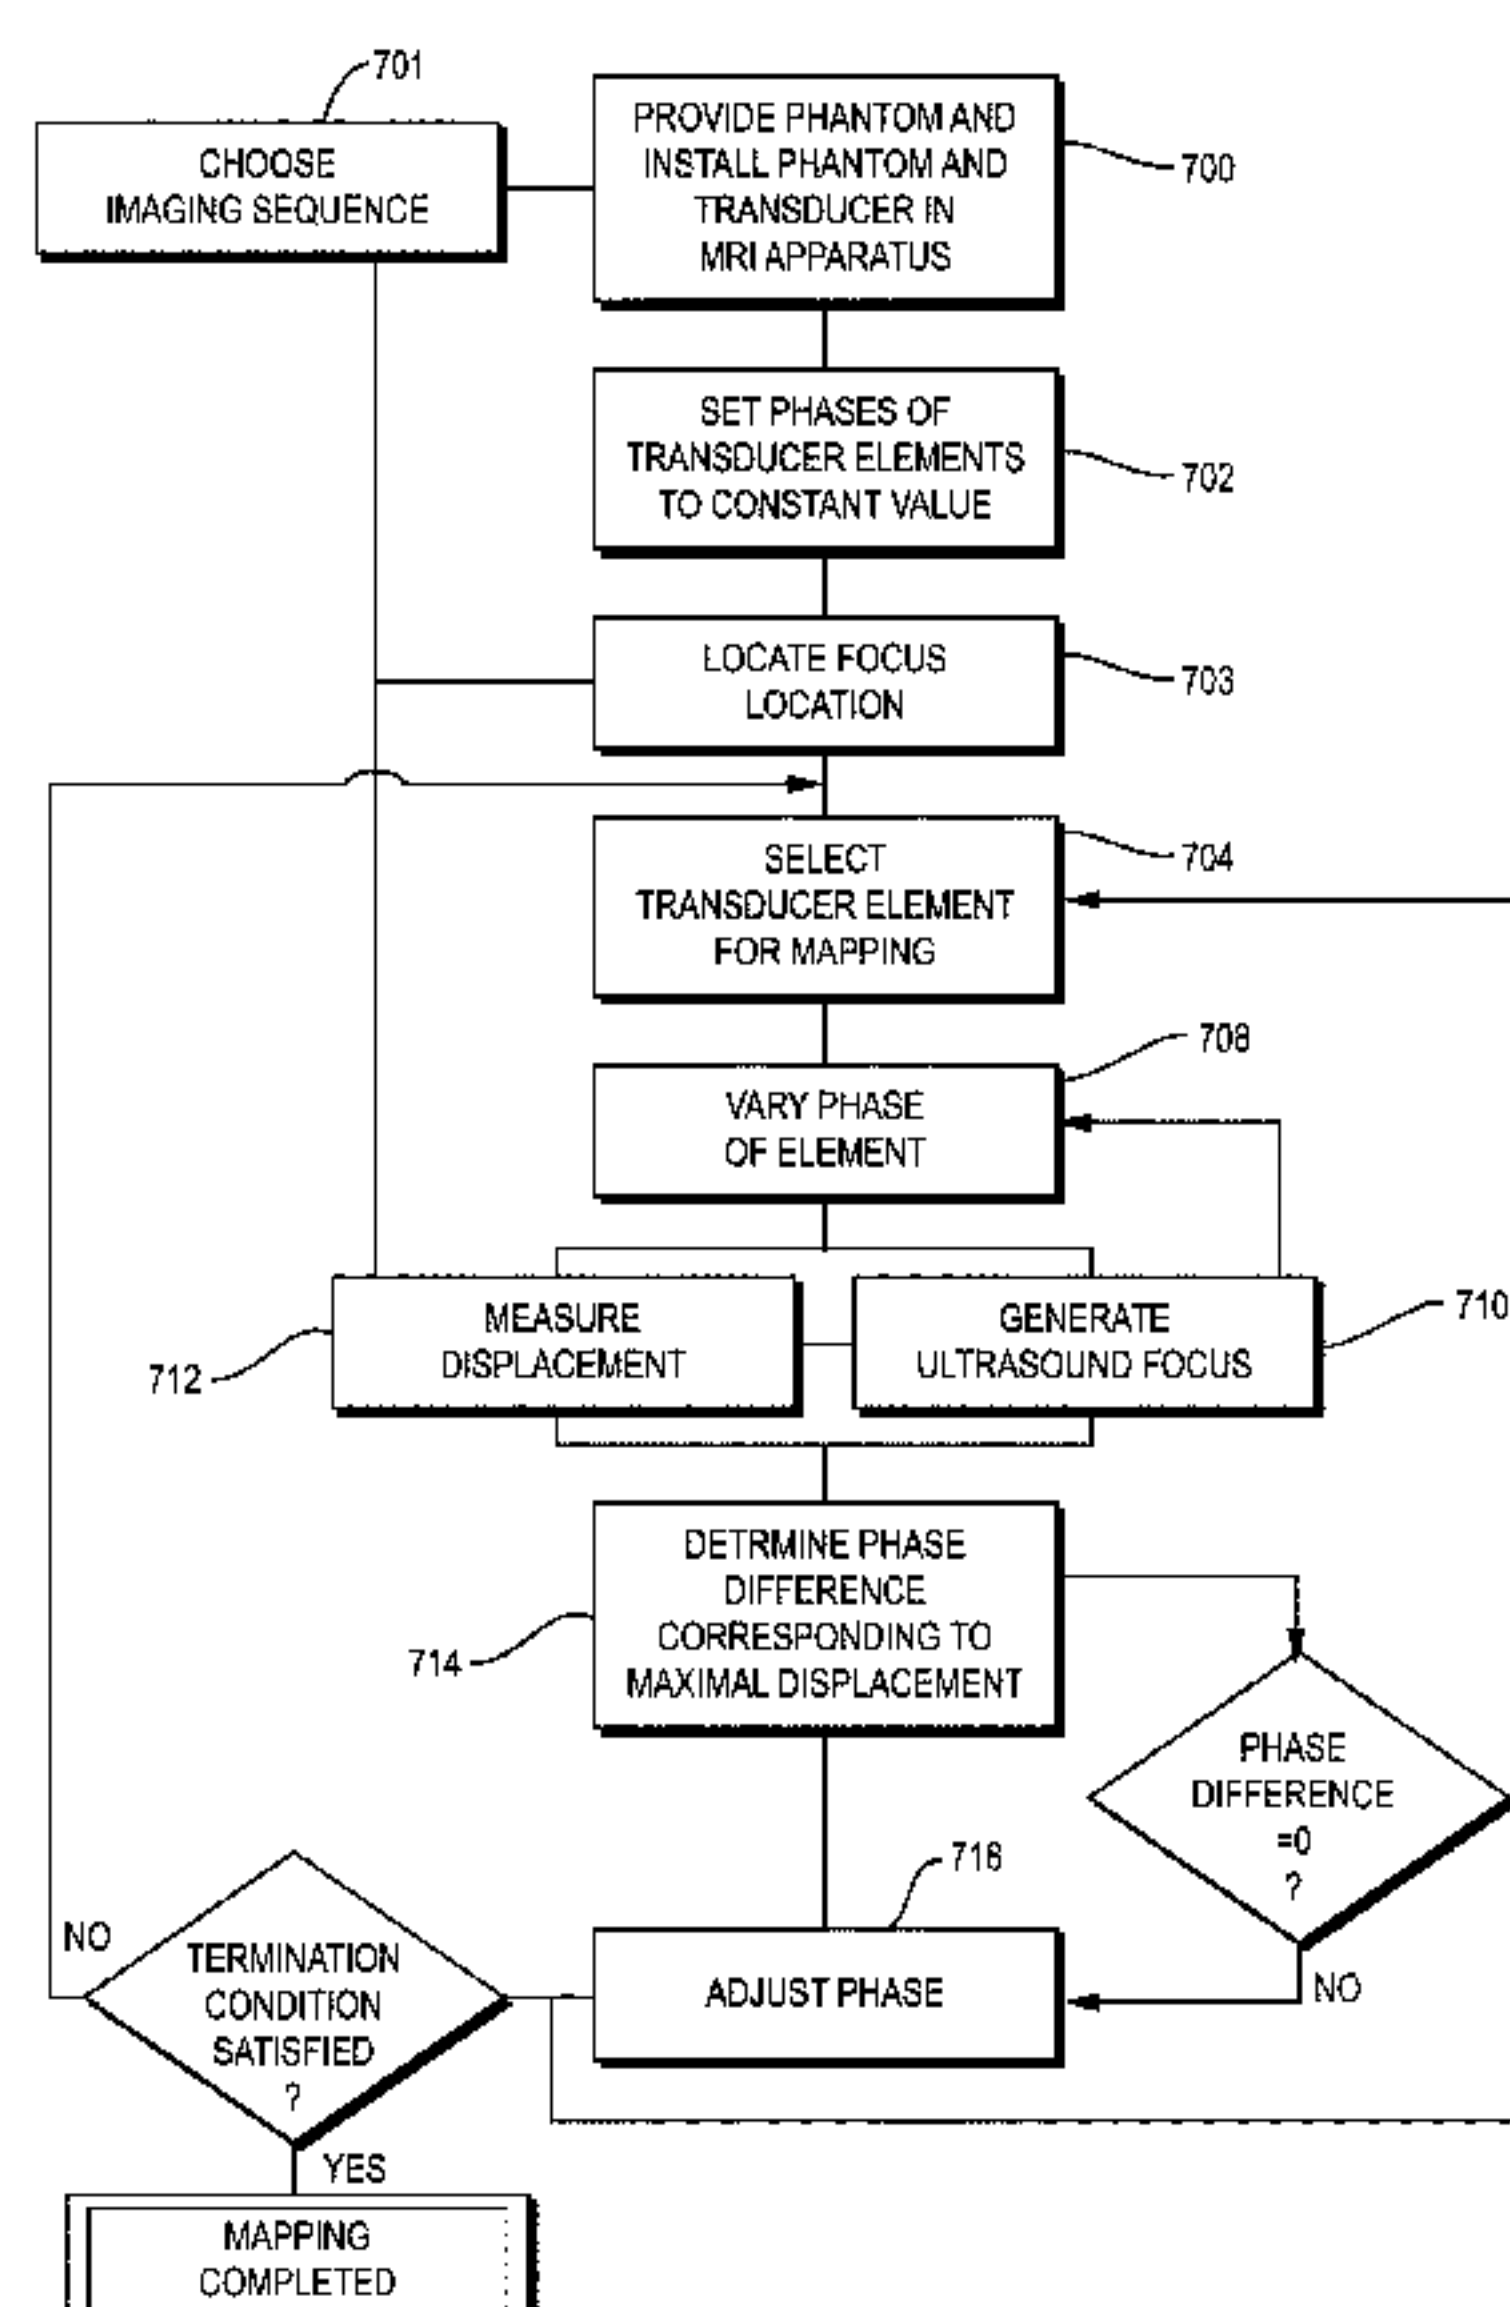 701
CHOOSE
IMAGING SEQUENCE
PROVIDE PHANTOM AND
INSTALL PHANTOM AND
TRANSDUCER IN
MRI APPARATUS
700
SET PHASES OF
TRANSDUCER ELEMENTS
TO CONSTANT VALUE
702
LOCATE FOCUS
LOCATION
703
SELECT
TRANSDUCER ELEMENT
FOR MAPPING
704
708
VARY PHASE
OF ELEMENT
MEASURE
DISPLACEMENT
712
GENERATE
ULTRASOUND FOCUS
710
DETRMINE PHASE
DIFFERENCE
CORRESPONDING TO
MAXIMAL DISPLACEMENT
714
PHASE
DIFFERENCE
=0
?
NO
716
ADJUST PHASE
NO
TERMINATION
CONDITION
SATISFIED
?
YES
MAPPING
COMPLETED